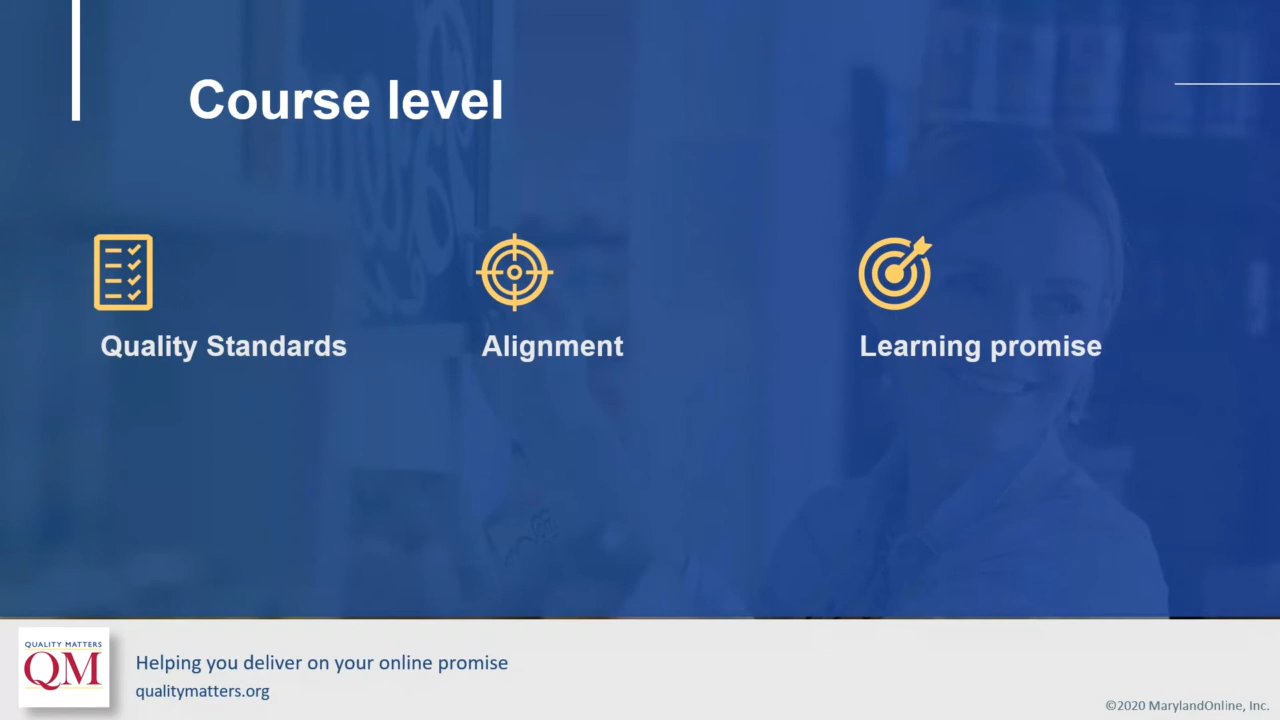 Course level
Quality Standards
Alignment
Learning promise
QUALITY MATTERS
QM
Helping you deliver on your online promise
qualitymatters.org
©2020 MarylandOnline, Inc.